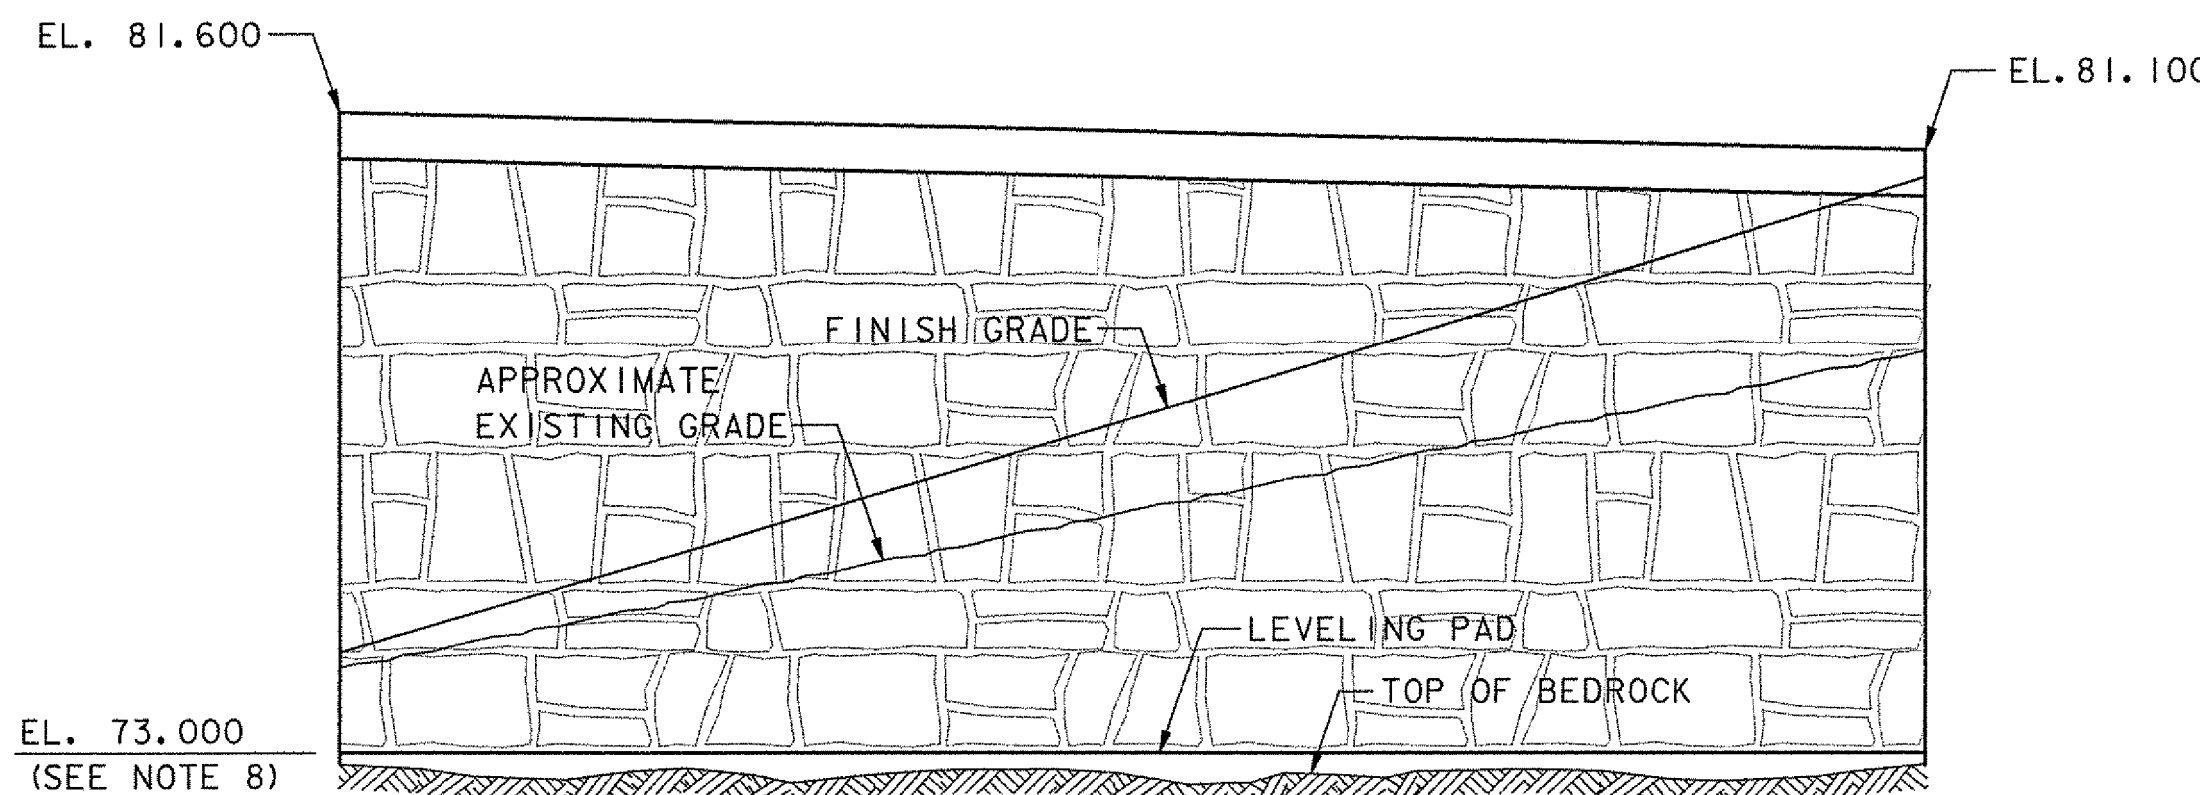 EL. 81.600
EL. 81.100
FINISH GRADE
APPROXIMATE
EXISTING GRADE
LEVELING PAD
TOP OF BEDROCK
EL. 73.000
(SEE NOTE 8)